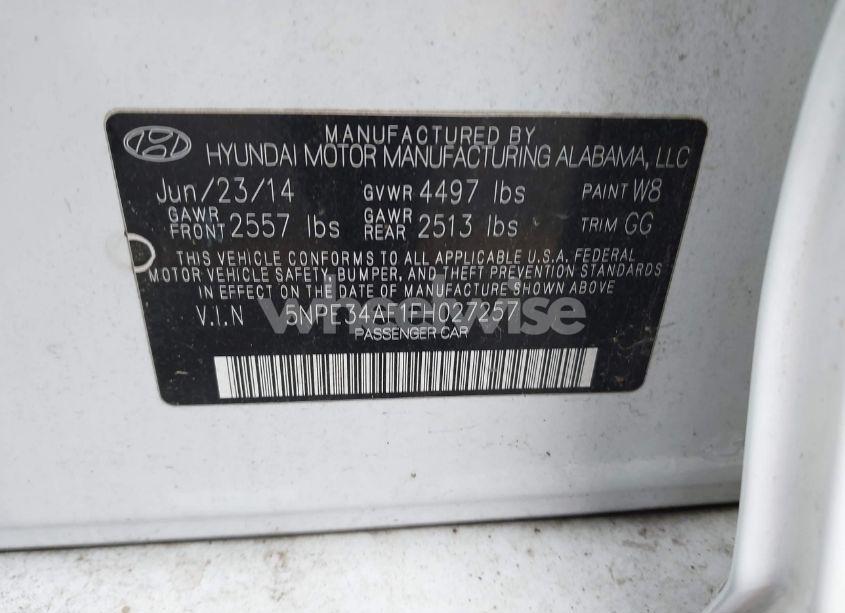 MANUFACTURED BY
HYUNDAI MOTOR MANUFACTURING ALABAMA, LLC
Jun/23/14 GVWR 4497 lbs PAINT W8
GAWR FRONT 2557 lbs GAWR REAR 2513 lbs TRIM GG
THIS VEHICLE CONFORMS TO ALL APPLICABLE U.S.A. FEDERAL
MOTOR VEHICLE SAFETY, BUMPER, AND THEFT PREVENTION STANDARDS
IN EFFECT ON THE DATE OF MANUFACTURE SHOWN ABOVE
V.I.N 5NPE34AF1FH027257
wheelwise
PASSENGER CAR